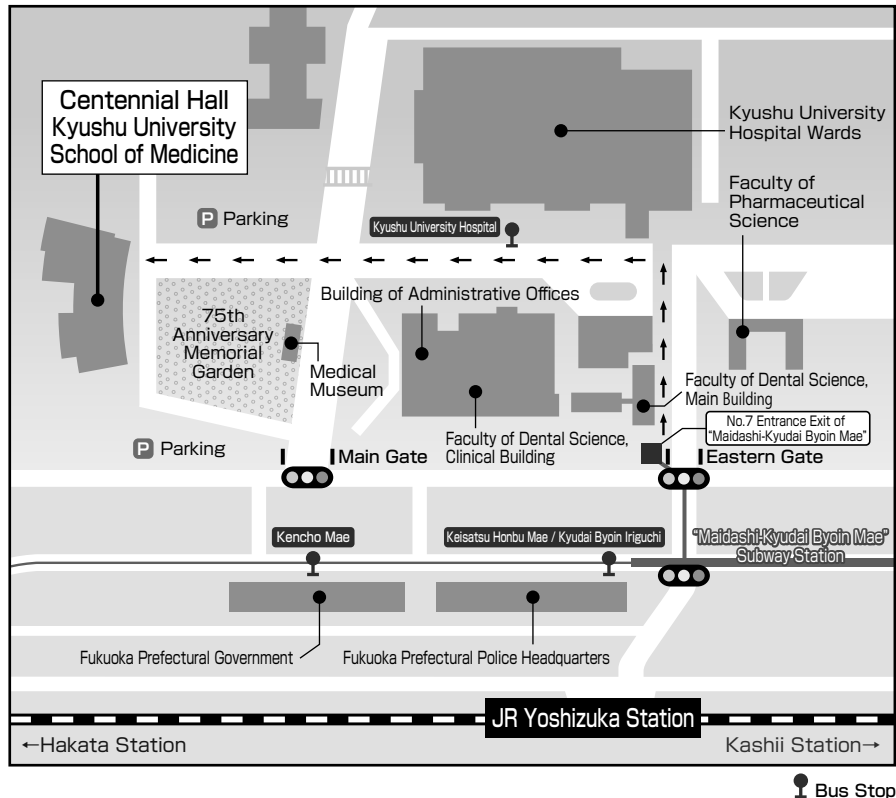 Centennial Hall
Kyushu University
School of Medicine
Kyushu University
Hospital Wards
Faculty of
Pharmaceutical
Science
P Parking
Kyushu University Hospital
Building of Administrative Offices
75th
Anniversary
Memorial
Garden
Medical
Museum
Faculty of Dental Science,
Main Building
No.7 Entrance Exit of
"Maidashi-Kyudai Byoin Mae"
Faculty of Dental Science,
Clinical Building
P Parking
Main Gate
Eastern Gate
Kencho Mae
Keisatsu Honbu Mae / Kyudai Byoin Iriguchi
"Maidashi-Kyudai Byoin Mae"
Subway Station
Fukuoka Prefectural Government
Fukuoka Prefectural Police Headquarters
JR Yoshizuka Station
←Hakata Station
Kashii Station→
Bus Stop